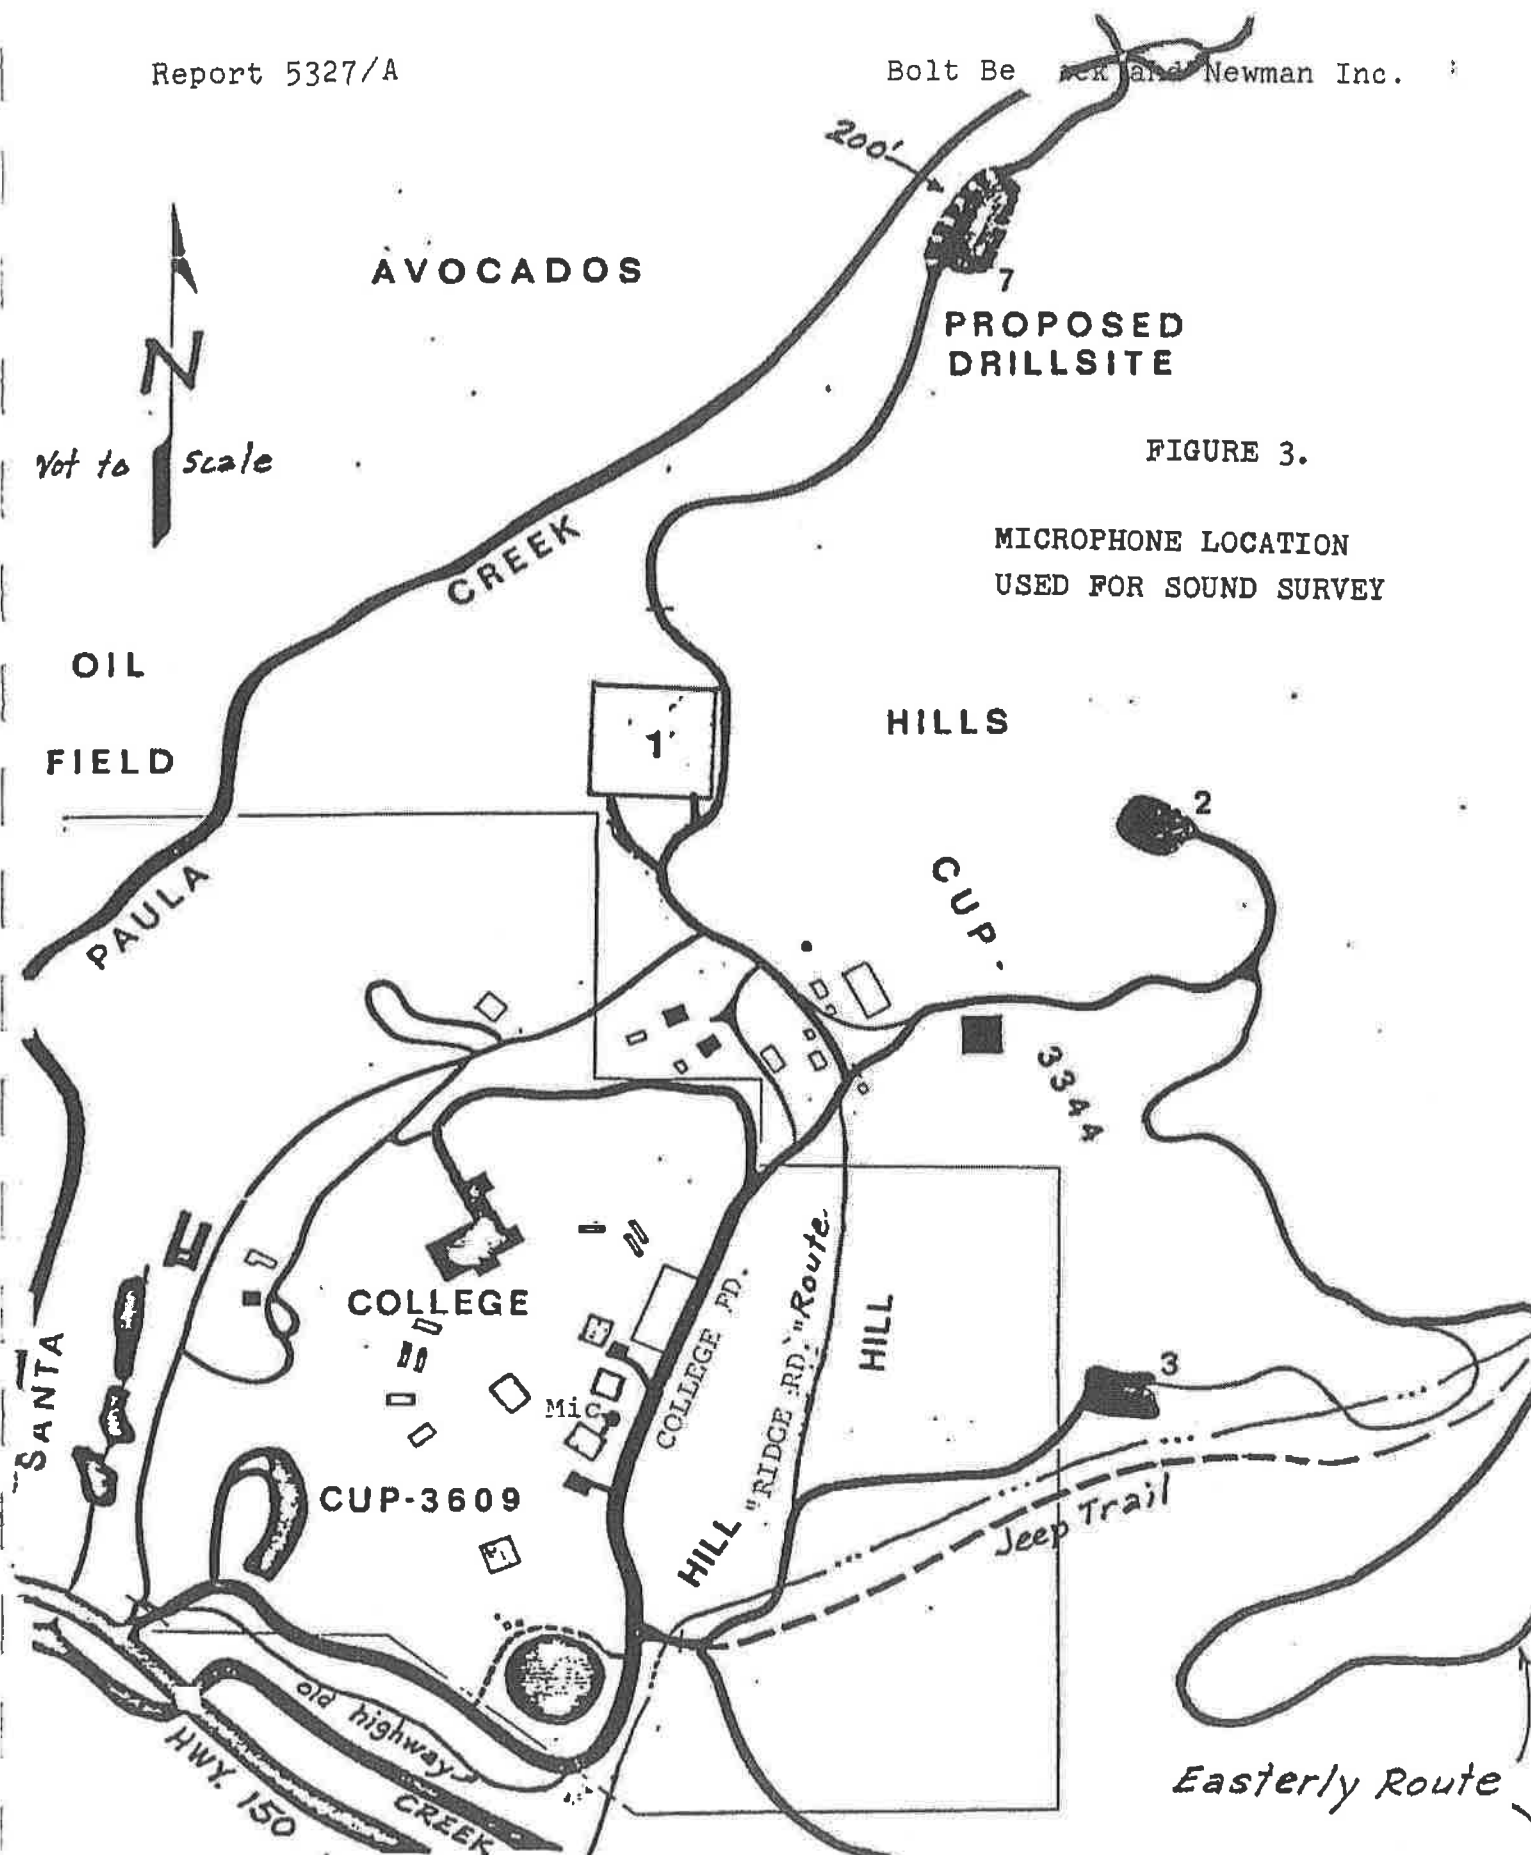 Report 5327/A
Bolt Be and Newman Inc.
200'
AVOCADOS
7
PROPOSED
DRILLSITE
N
Not to scale
FIGURE 3.
MICROPHONE LOCATION
USED FOR SOUND SURVEY
CREEK
OIL
FIELD
HILLS
1
2
PAULA
CUP-
3344
COLLEGE
COLLEGE RD.
"RIDGE RD." Route
HILL
3
SANTA
Mic
CUP-3609
HILL
Jeep Trail
old highway
HWY. 150
CREEK
Easterly Route